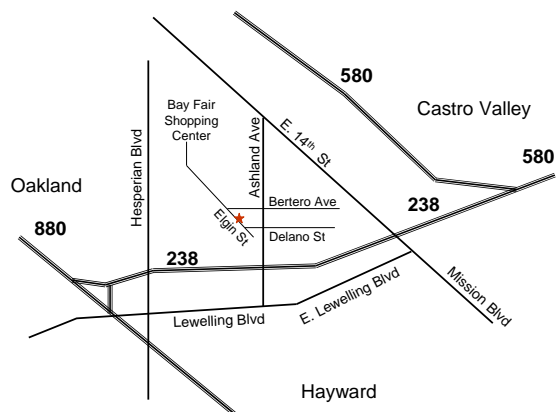 580
Castro Valley
580
Bay Fair
Shopping
Center
E. 14th St
Hesperian Blvd
Ashland Ave
Oakland
Bertero Ave
238
880
Elgin St
Delano St
238
Mission Blvd
E. Lewelling Blvd
Lewelling Blvd
Hayward